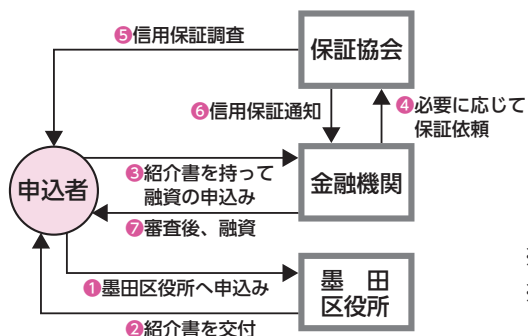 ❺信用保証調査
保証協会
❻信用保証通知
❹必要に応じて
保証依頼
申込者
❸紹介書を持って
融資の申込み
金融機関
❼審査後、融資
❶墨田区役所へ申込み
墨田
区役所
❷紹介書を交付